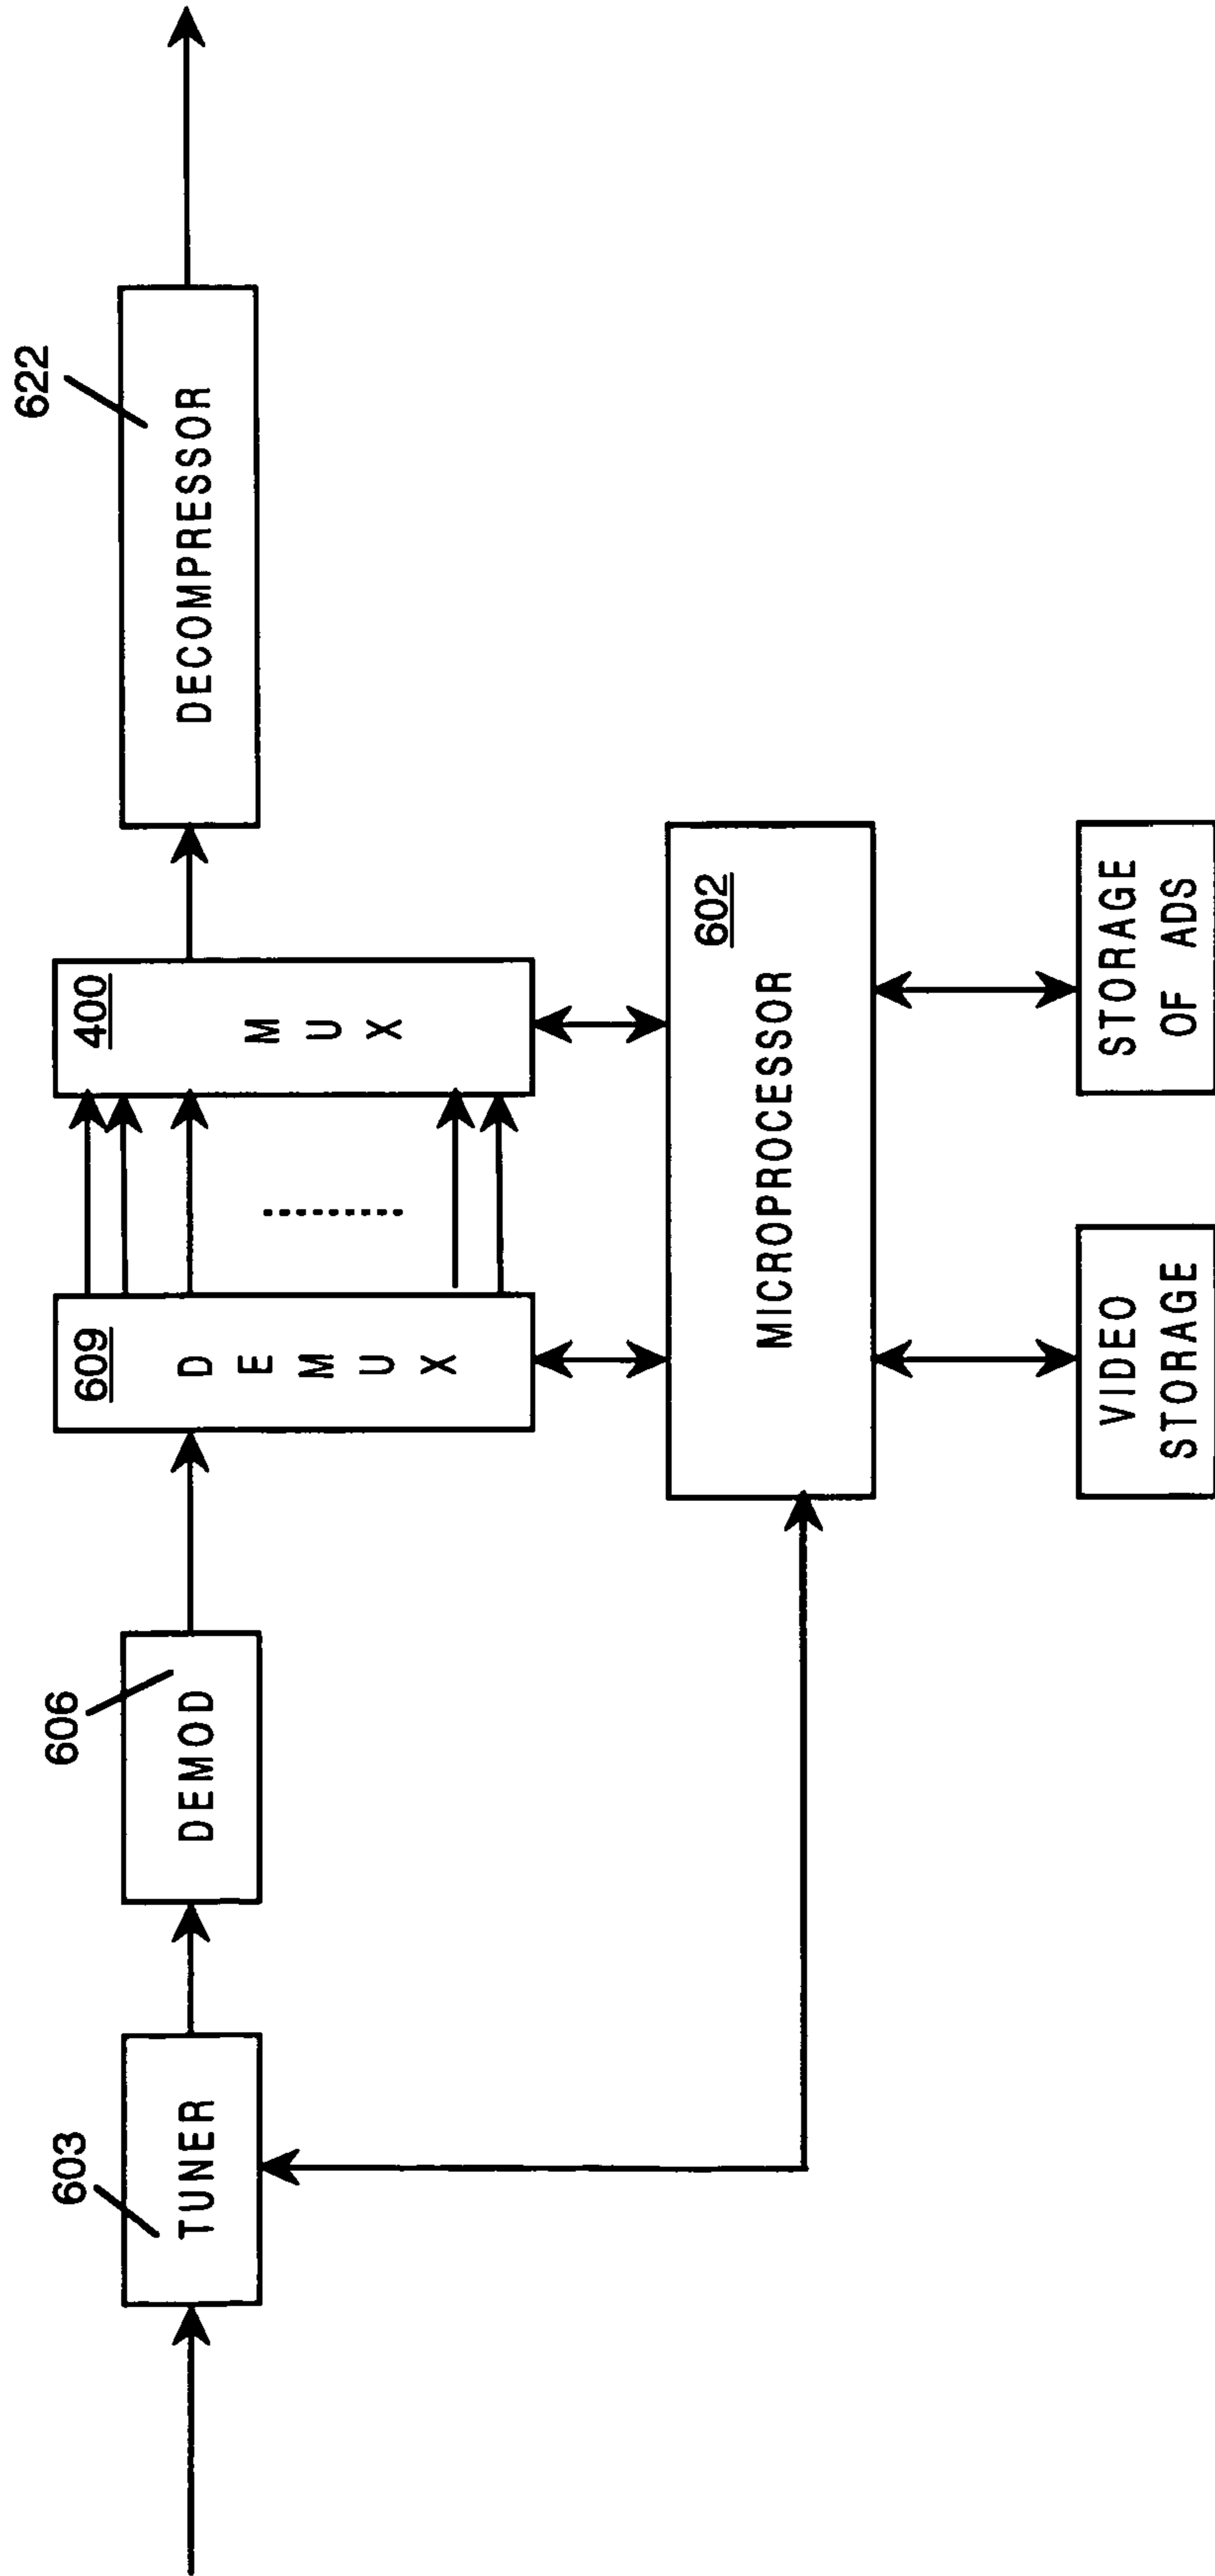 603
TUNER
606
DEMOD
609
DEMUX
400
MUX
622
DECOMPRESSOR
602
MICROPROCESSOR
VIDEO
STORAGE
STORAGE
OF ADS